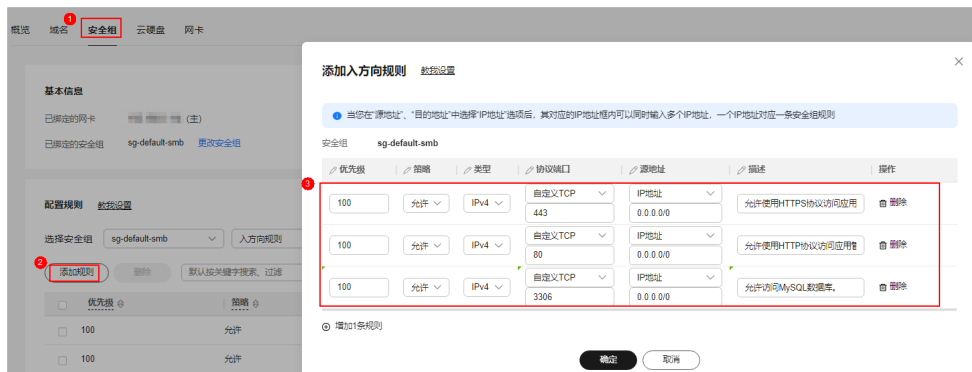 1
概览 域名 安全组 云硬盘 网卡
基本信息
已绑定的网卡 (主)
已绑定的安全组 sg-default-smb 更改安全组
配置规则 教我设置
选择安全组 sg-default-smb 入方向规则
2
添加规则 删除 默认按关键字搜索、过滤
优先级 策略
100 允许
100 允许
添加入方向规则 教我设置
当您在“源地址”、“目的地址”中选择“IP地址”选项后，其对应的IP地址框内可以同时输入多个IP地址，一个IP地址对应一条安全组规则
安全组 sg-default-smb
优先级 策略 类型 协议端口 源地址 描述 操作
3
100 允许 IPv4 自定义TCP IP地址 允许使用HTTPS协议访问应用 删除
443 0.0.0.0/0
100 允许 IPv4 自定义TCP IP地址 允许使用HTTP协议访问应用 删除
80 0.0.0.0/0
100 允许 IPv4 自定义TCP IP地址 允许访问MySQL数据库。 删除
3306 0.0.0.0/0
增加1条规则
确定 取消